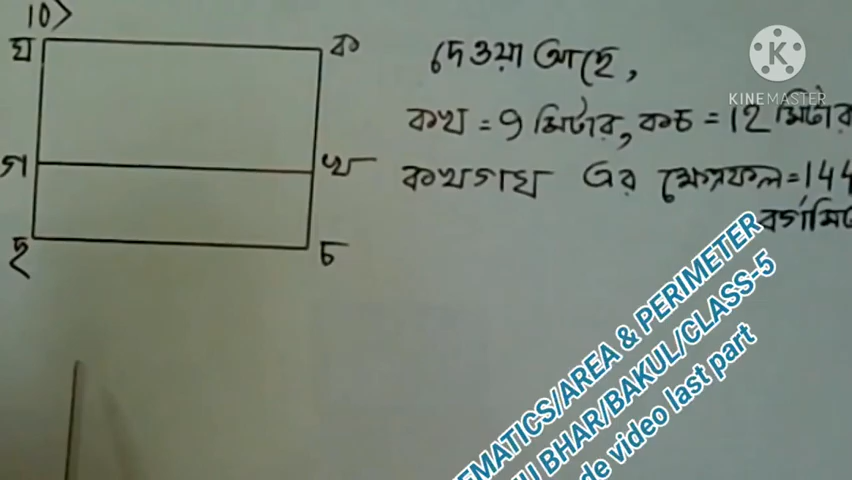 10>
ঘ ক
দেওয়া আছে,
কখ = 9 মিটার, কচ = 12 মিটার
গ খ
কখগঘ এর ক্ষেত্রফল = 144
বর্গমি
ছ চ
KINEMASTER
EMATICS/AREA & PERIMETER
BHAR/BAKUL/CLASS-5
de video last part